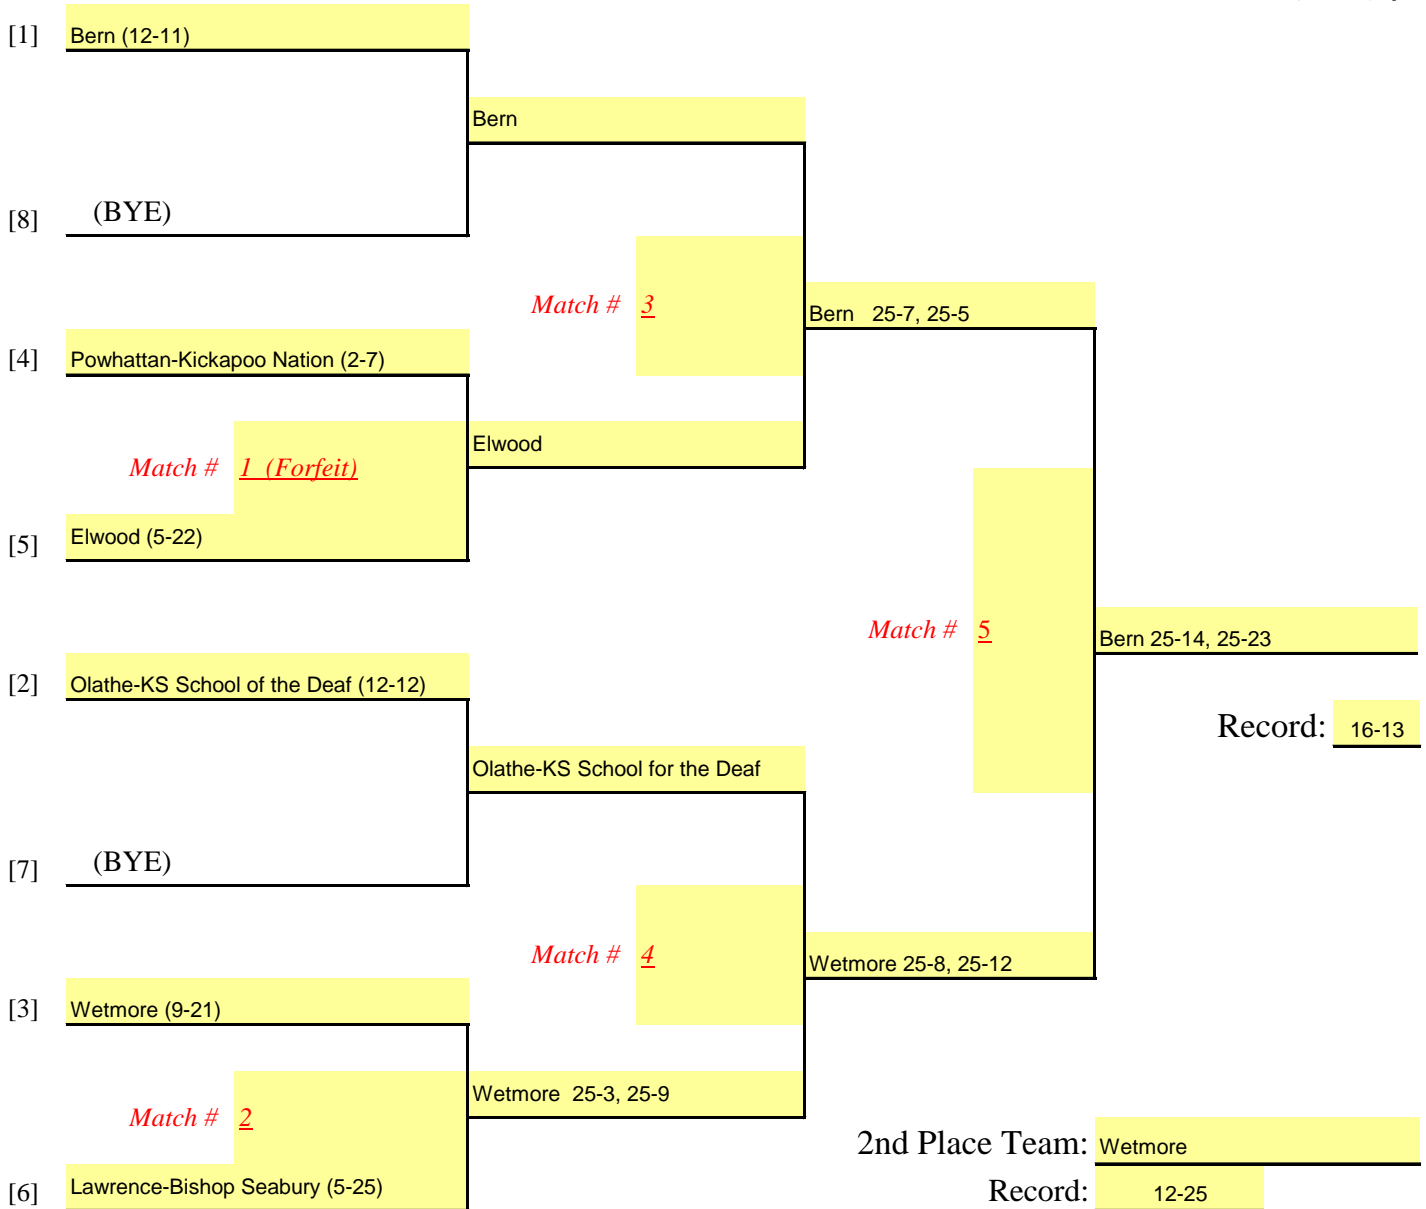 [1] Bern (12-11)
Bern
[8] (BYE)
Match # 3
Bern 25-7, 25-5
[4] Powhattan-Kickapoo Nation (2-7)
Elwood
Match # 1 (Forfeit)
[5] Elwood (5-22)
Match # 5
Bern 25-14, 25-23
[2] Olathe-KS School of the Deaf (12-12)
Record: 16-13
Olathe-KS School for the Deaf
[7] (BYE)
Match # 4
Wetmore 25-8, 25-12
[3] Wetmore (9-21)
Wetmore 25-3, 25-9
Match # 2
2nd Place Team: Wetmore
[6] Lawrence-Bishop Seabury (5-25)
Record: 12-25